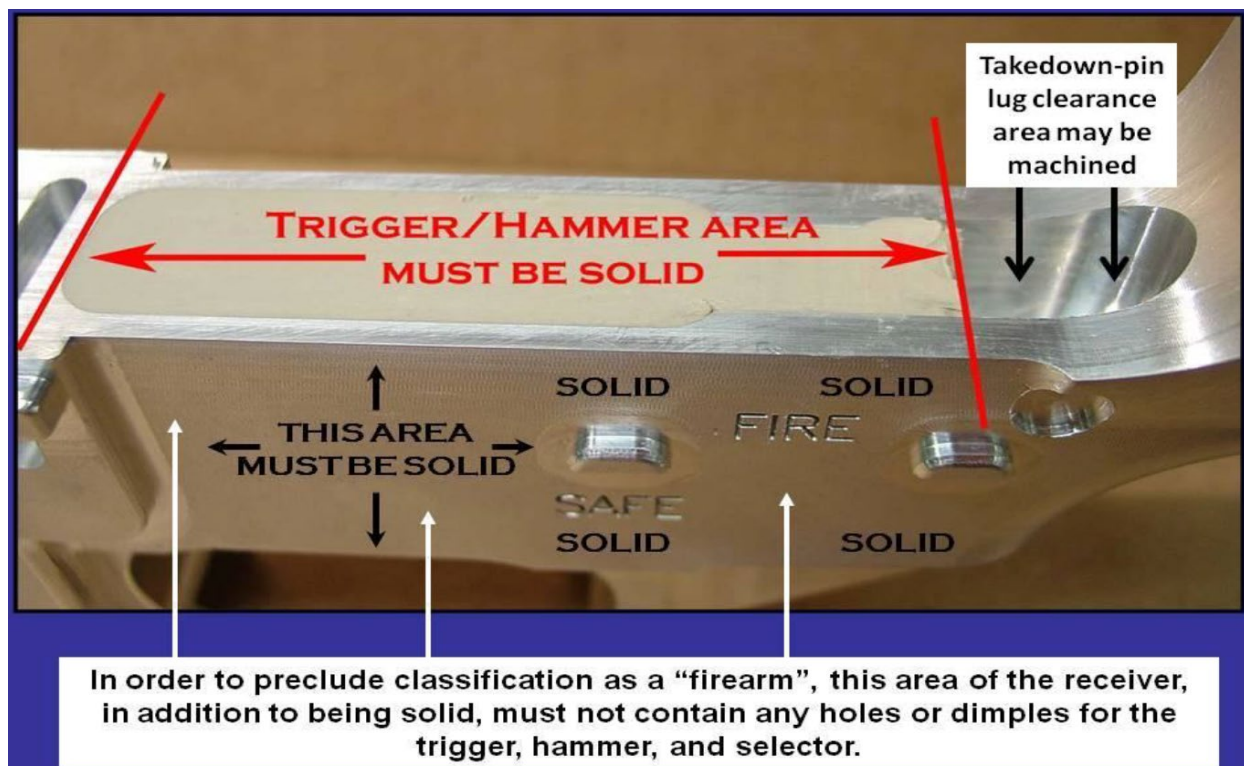 Takedown-pin
lug clearance
area may be
machined
TRIGGER/HAMMER AREA
MUST BE SOLID
SOLID
SOLID
FIRE
THIS AREA
MUST BE SOLID
SAFE
SOLID
SOLID
In order to preclude classification as a “firearm”, this area of the receiver,
in addition to being solid, must not contain any holes or dimples for the
trigger, hammer, and selector.